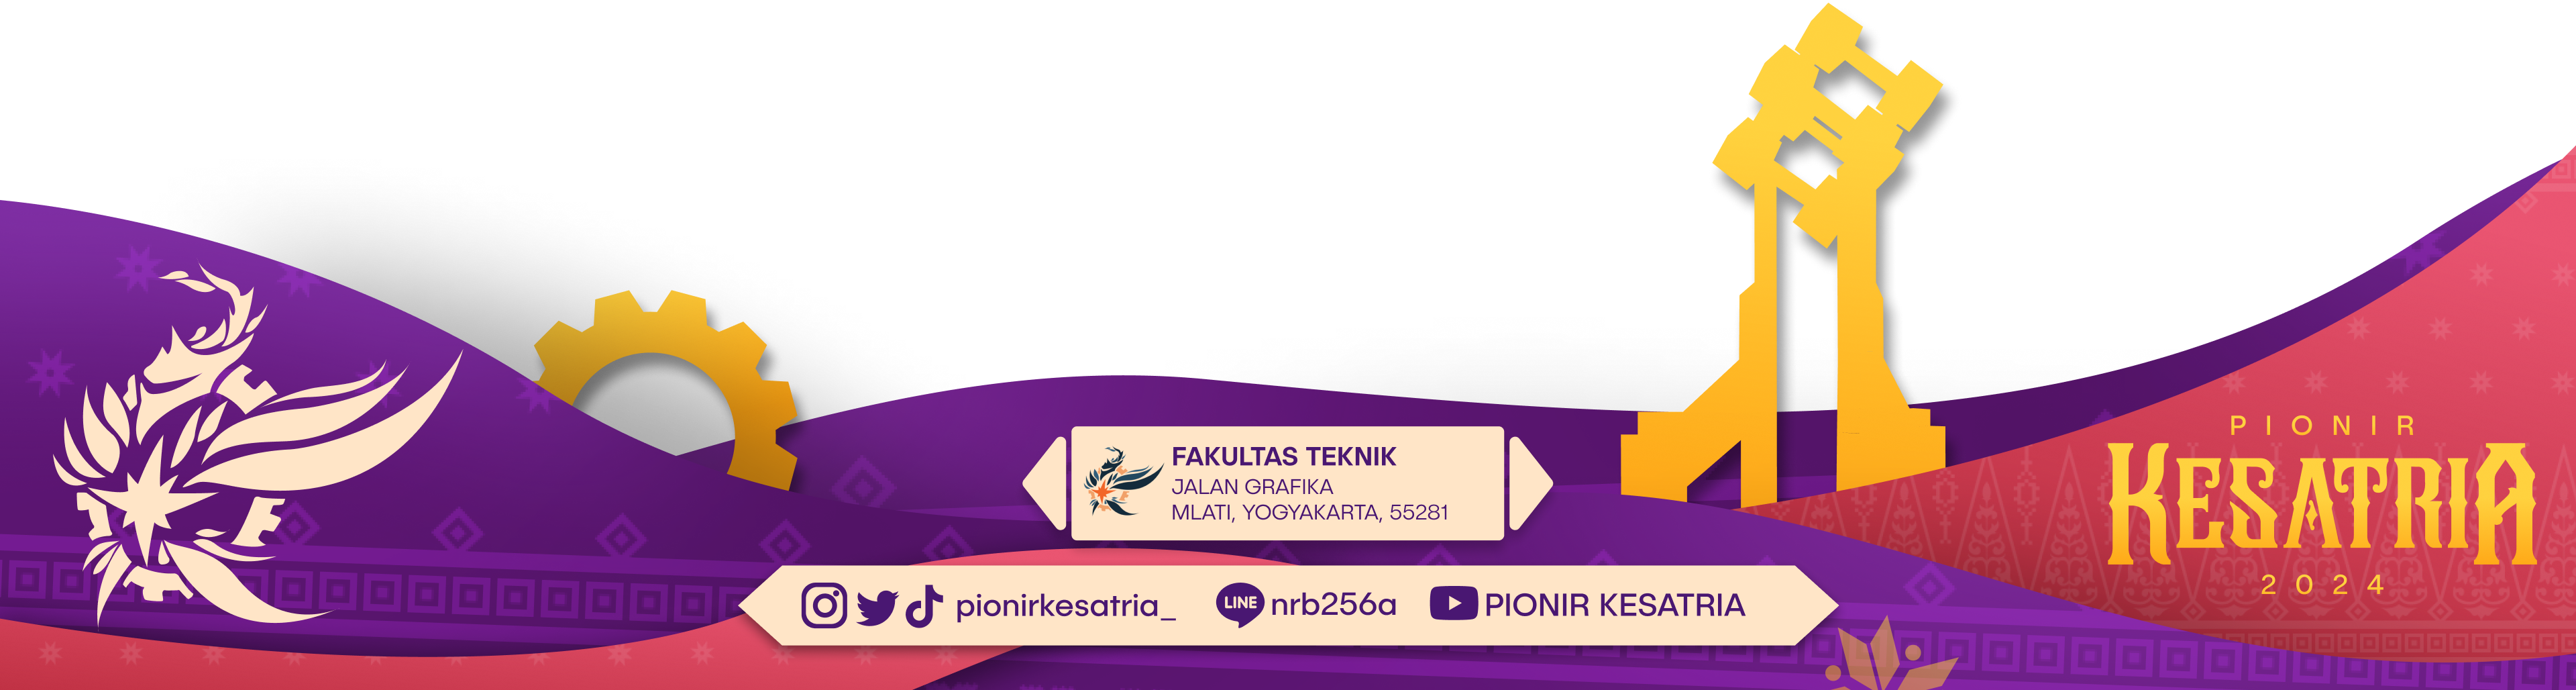 FAKULTAS TEKNIK
JALAN GRAFIKA
MLATI, YOGYAKARTA, 55281
pionirkesatria_ LINE nrb256a PIONIR KESATRIA
PIONIR
KESATRIA
2024